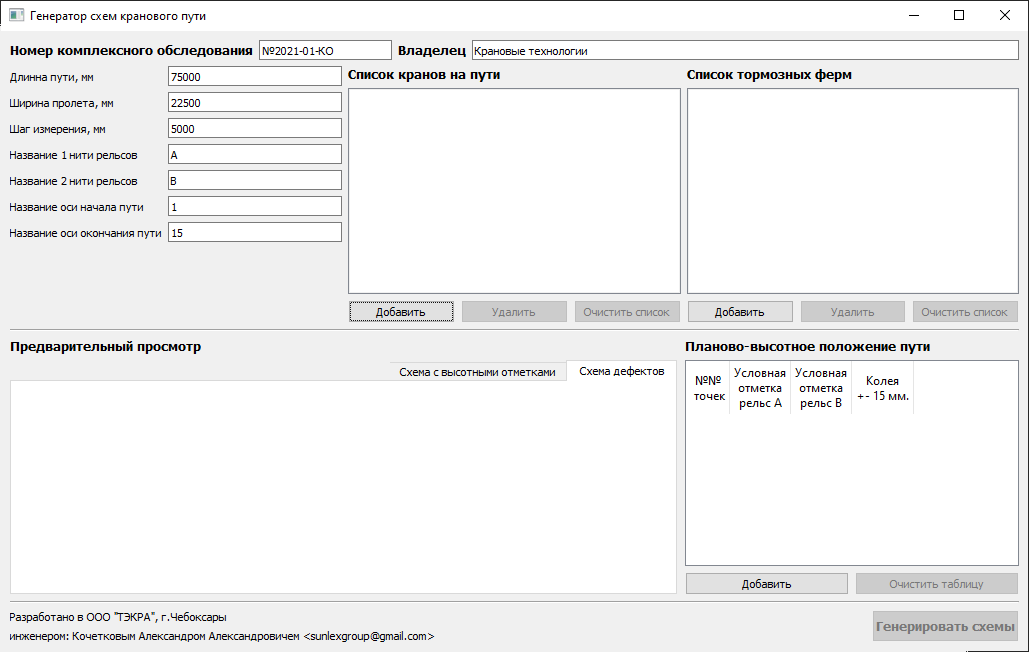 Генератор схем кранового пути
Номер комплексного обследования №2021-01-КО Владелец Крановые технологии
Длинна пути, мм 75000
Ширина пролета, мм 22500
Шаг измерения, мм 5000
Название 1 нити рельсов А
Название 2 нити рельсов В
Название оси начала пути 1
Название оси окончания пути 15
Список кранов на пути
Добавить Удалить Очистить список
Список тормозных ферм
Добавить Удалить Очистить список
Предварительный просмотр
Схема с высотными отметками Схема дефектов
Планово-высотное положение пути
№№
точек
Условная
отметка
рельс А
Условная
отметка
рельс В
Колея
+- 15 мм.
Добавить Очистить таблицу
Разработано в ООО "ТЭКРА", г.Чебоксары
инженером: Кочетковым Александром Александровичем <sunlexgroup@gmail.com>
Генерировать схемы